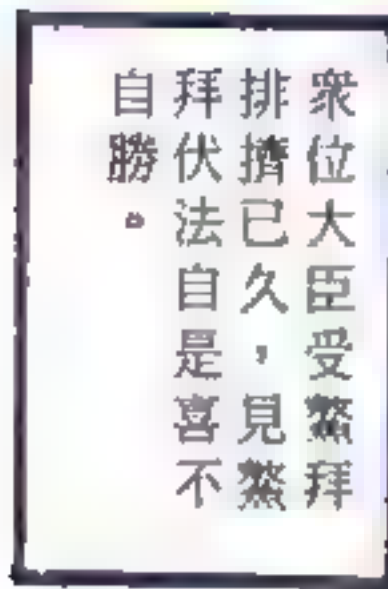 衆位大臣受鰲拜
排擠已久，見鰲
拜伏法自是喜不
自勝。